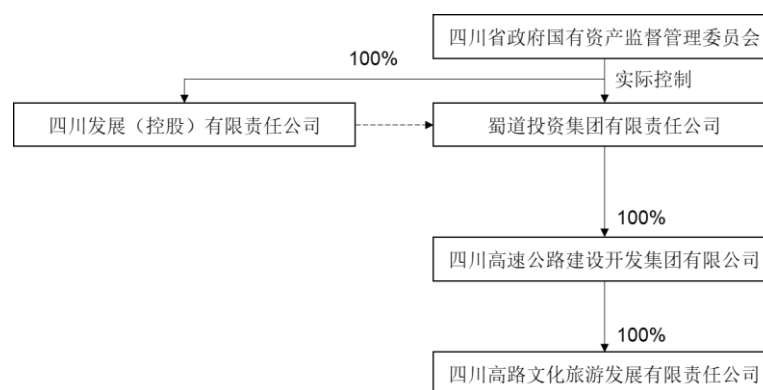 四川省政府国有资产监督管理委员会
100%
实际控制
四川发展（控股）有限责任公司
蜀道投资集团有限责任公司
100%
四川高速公路建设开发集团有限公司
100%
四川高路文化旅游发展有限责任公司